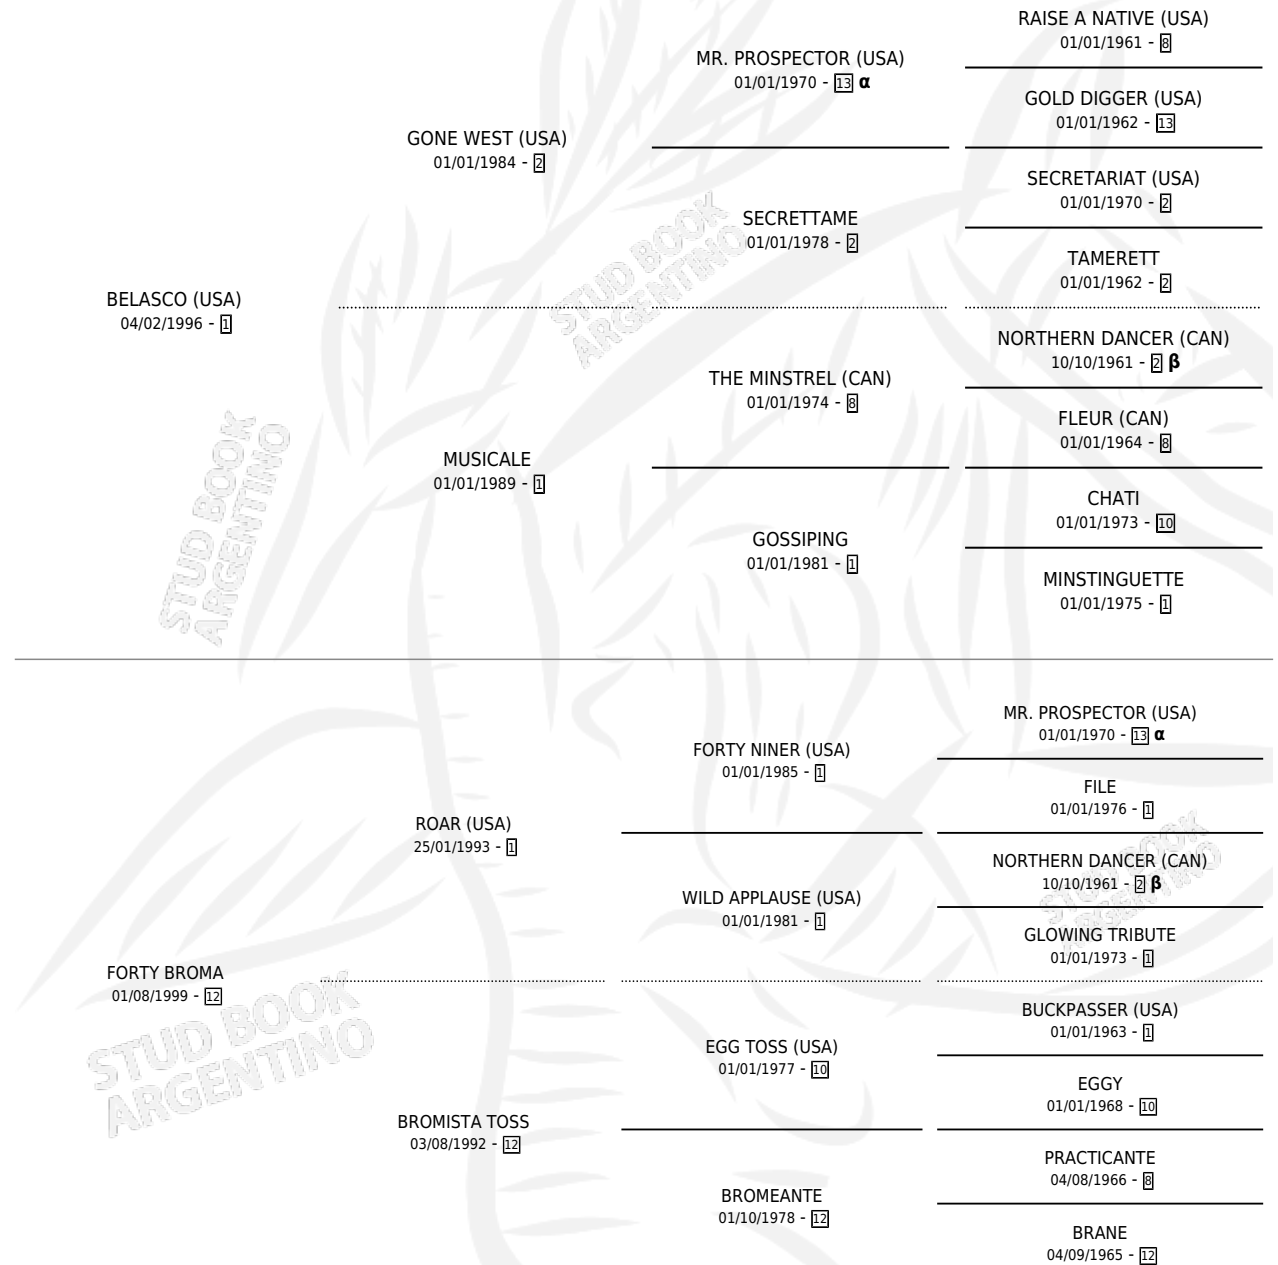 RAISE A NATIVE (USA)
01/01/1961 - 8
MR. PROSPECTOR (USA)
01/01/1970 - 13 α
GOLD DIGGER (USA)
01/01/1962 - 13
GONE WEST (USA)
01/01/1984 - 2
SECRETARIAT (USA)
01/01/1970 - 2
SECRETTAME
01/01/1978 - 2
TAMERETT
01/01/1962 - 2
BELASCO (USA)
04/02/1996 - 1
NORTHERN DANCER (CAN)
10/10/1961 - 2 β
THE MINSTREL (CAN)
01/01/1974 - 8
FLEUR (CAN)
01/01/1964 - 8
MUSICALE
01/01/1989 - 1
CHATI
01/01/1973 - 10
GOSSIPING
01/01/1981 - 1
MINSTINGUETTE
01/01/1975 - 1
MR. PROSPECTOR (USA)
01/01/1970 - 13 α
FORTY NINER (USA)
01/01/1985 - 1
FILE
01/01/1976 - 1
ROAR (USA)
25/01/1993 - 1
NORTHERN DANCER (CAN)
10/10/1961 - 2 β
WILD APPLAUSE (USA)
01/01/1981 - 1
GLOWING TRIBUTE
01/01/1973 - 1
FORTY BROMA
01/08/1999 - 12
BUCKPASSER (USA)
01/01/1963 - 1
EGG TOSS (USA)
01/01/1977 - 10
EGGY
01/01/1968 - 10
BROMISTA TOSS
03/08/1992 - 12
PRACTICANTE
04/08/1966 - 8
BROMEANTE
01/10/1978 - 12
BRANE
04/09/1965 - 12
STUD BOOK
ARGENTINO
STUD BOOK
ARGENTINO
STUD BOOK
ARGENTINO
STUD BOOK
ARGENTINO